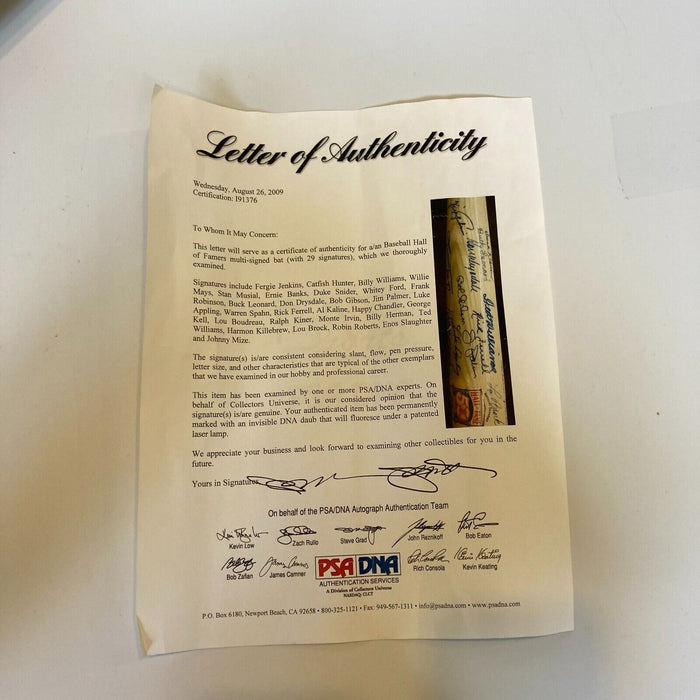 Letter of Authenticity
Wednesday, August 26, 2009
Certification: I91376
To Whom It May Concern:
This letter will serve as a certificate of authenticity for a/an Baseball Hall
of Famers multi-signed bat (with 29 signatures), which we thoroughly
examined.
Signatures include Fergie Jenkins, Catfish Hunter, Billy Williams, Willie
Mays, Stan Musial, Ernie Banks, Duke Snider, Whitey Ford, Frank
Robinson, Buck Leonard, Don Drysdale, Bob Gibson, Jim Palmer, Luke
Appling, Warren Spahn, Rick Ferrell, Al Kaline, Happy Chandler, George
Kell, Lou Boudreau, Ralph Kiner, Monte Irvin, Billy Herman, Ted
Williams, Harmon Killebrew, Lou Brock, Robin Roberts, Enos Slaughter
and Johnny Mize.
The signature(s) is/are consistent considering slant, flow, pen pressure,
letter size, and other characteristics that are typical of the other exemplars
that we have examined in our hobby and professional career.
This item has been examined by one or more PSA/DNA experts. On
behalf of Collectors Universe, it is our considered opinion that the
signature(s) is/are genuine. Your authenticated item has been permanently
marked with an invisible DNA daub that will fluoresce under a patented
laser lamp.
We appreciate your business and look forward to examining other collectibles for you in the
future.
Yours in Signatures,
On behalf of the PSA/DNA Autograph Authentication Team
Kevin Low
Zach Rullo
Steve Grad
John Reznikoff
Bob Eaton
Bob Zafian
James Camner
PSA DNA
AUTHENTICATION SERVICES
A Division of Collectors Universe
NASDAQ: CLCT
Rich Consola
Kevin Keating
P.O. Box 6180, Newport Beach, CA 92658 • 800-325-1121 • Fax: 949-567-1311 • info@psadna.com • www.psadna.com